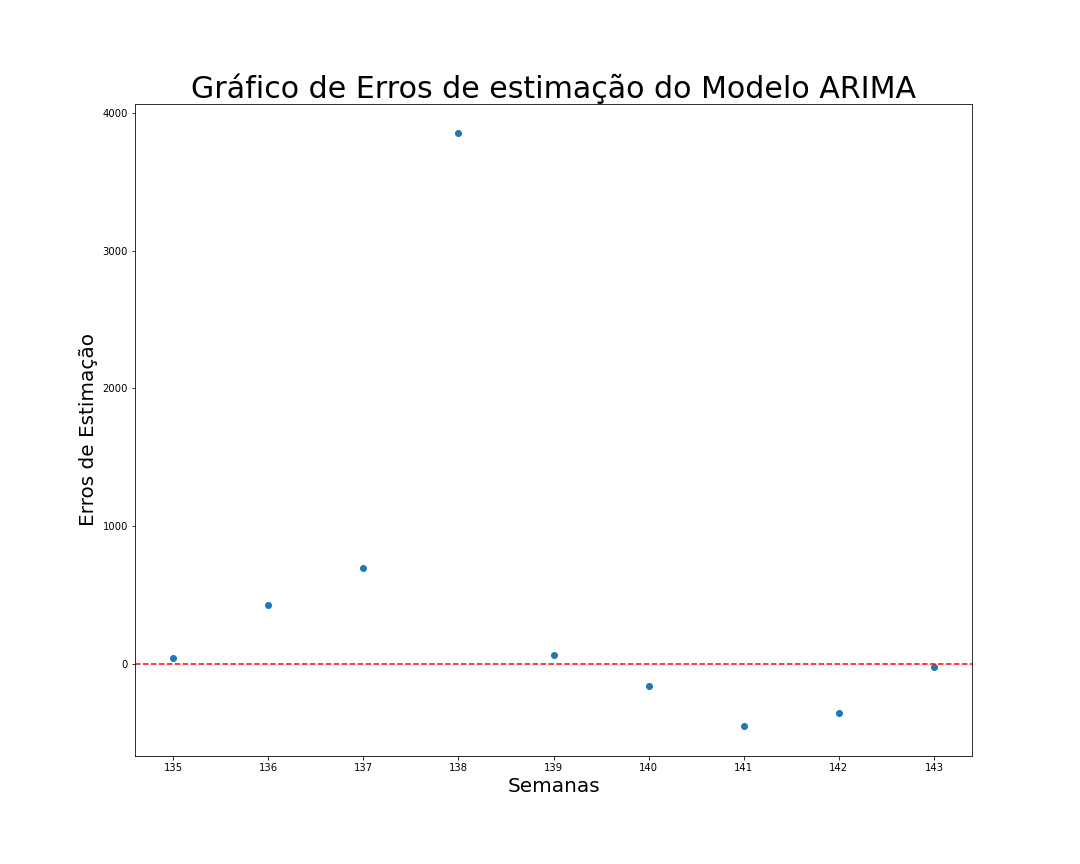 Gráfico de Erros de estimação do Modelo ARIMA
4000
3000
2000
1000
0
Erros de Estimação
135 136 137 138 139 140 141 142 143
Semanas